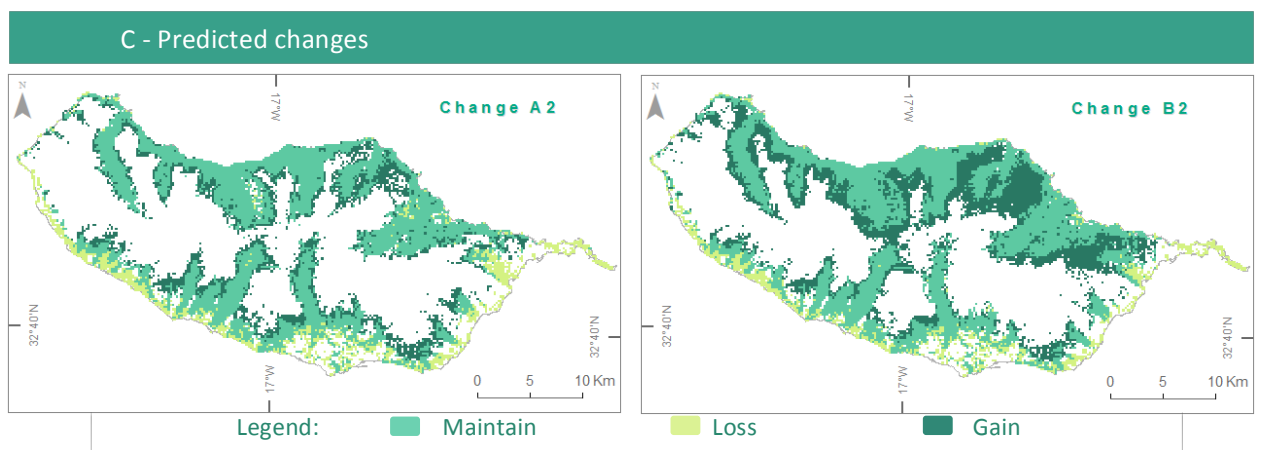 C - Predicted changes
N
17°W
Change A2
32°40'N
32°40'N
17°W
0 5 10 Km
N
17°W
Change B2
32°40'N
32°40'N
17°W
0 5 10 Km
Legend: Maintain Loss Gain